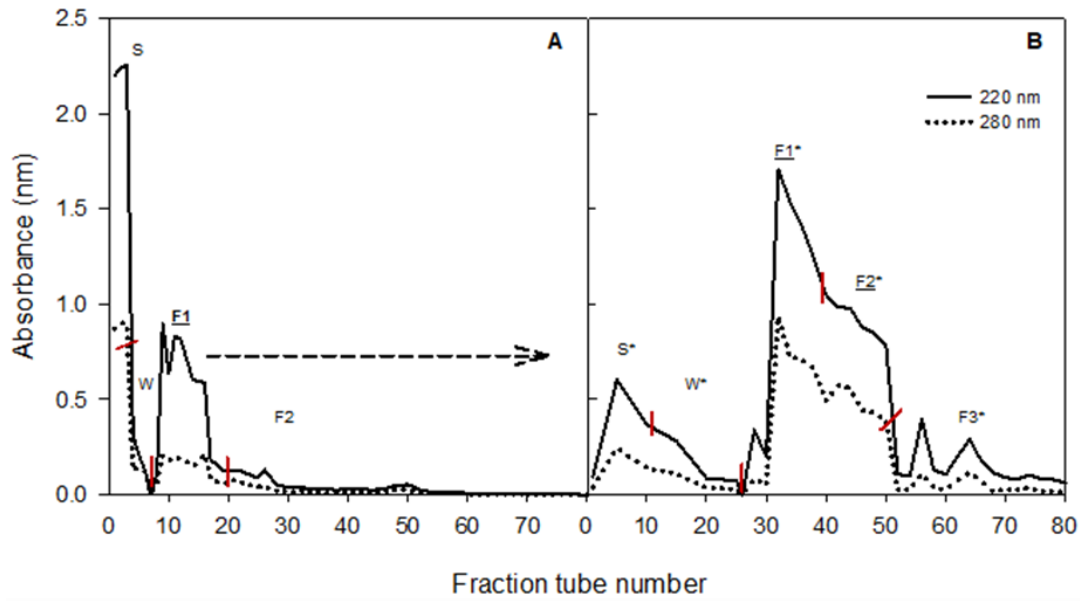 Absorbance (nm)
2.5
2.0
1.5
1.0
0.5
0.0
A
S
W
F1
F2
0 10 20 30 40 50 60 70
B
220 nm
280 nm
S*
W*
F1*
F2*
F3*
0 10 20 30 40 50 60 70 80
Fraction tube number